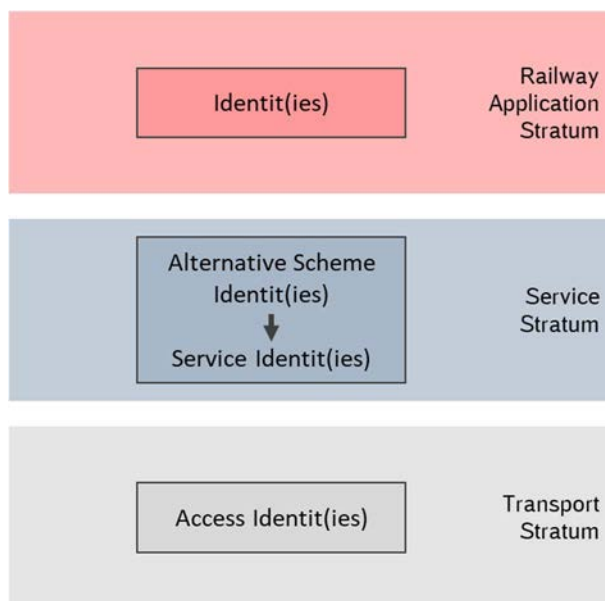 Identit(ies)
Railway
Application
Stratum
Alternative Scheme
Identit(ies)
Service Identit(ies)
Service
Stratum
Access Identit(ies)
Transport
Stratum